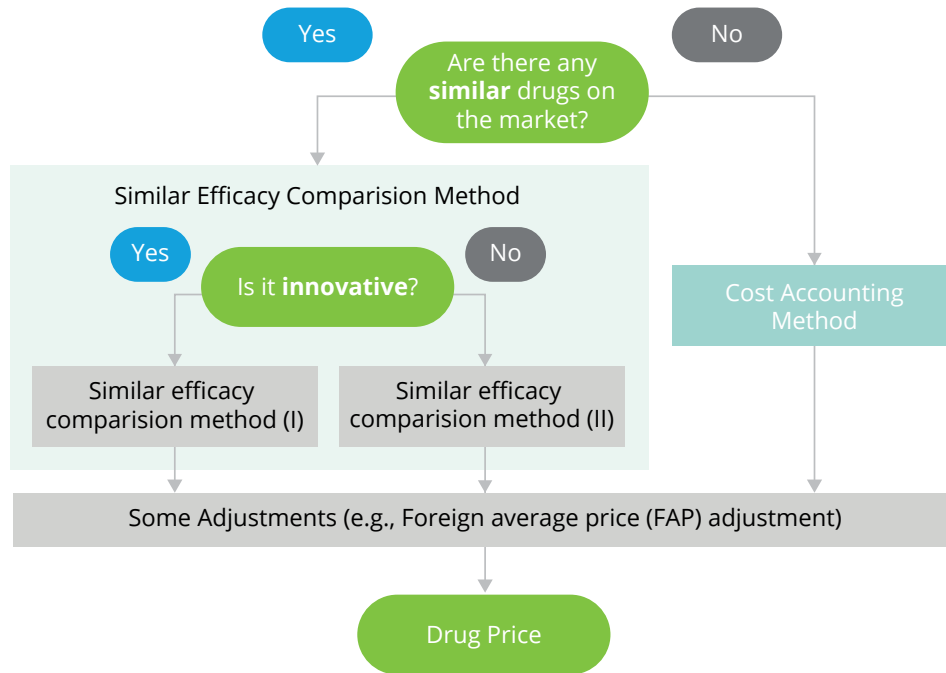 Yes
No
Are there any
similar drugs on
the market?
Similar Efficacy Comparision Method
Yes
No
Is it innovative?
Cost Accounting
Method
Similar efficacy
comparision method (I)
Similar efficacy
comparision method (II)
Some Adjustments (e.g., Foreign average price (FAP) adjustment)
Drug Price